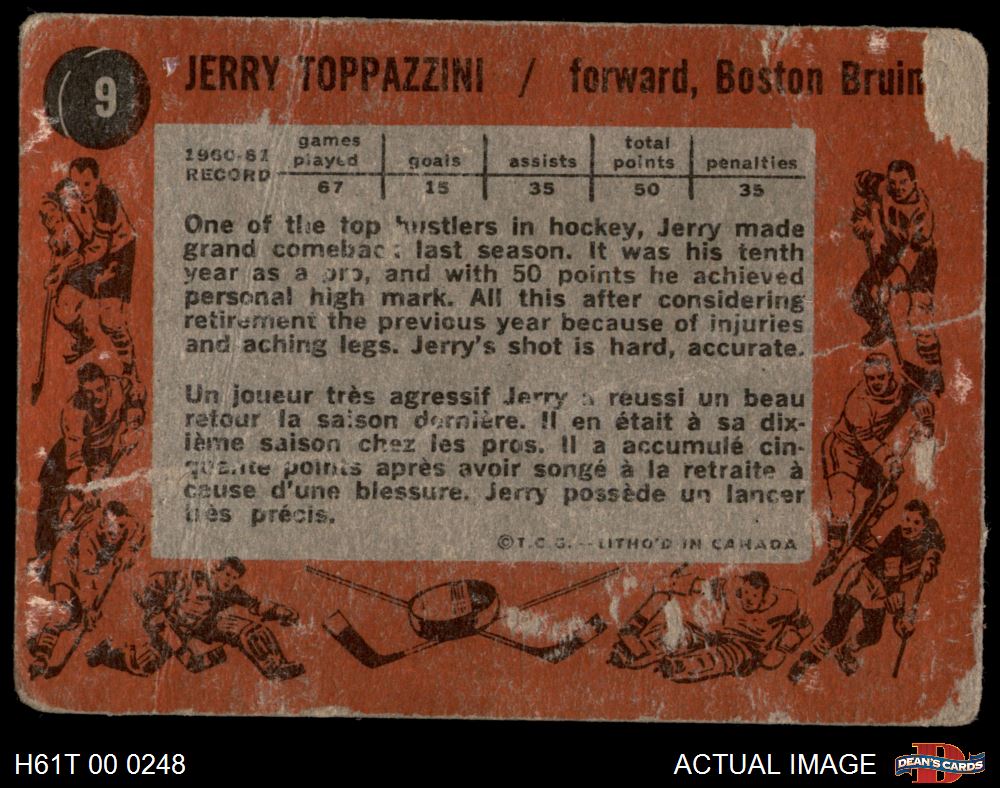 9
JERRY TOPPAZZINI / forward, Boston Bruin
1960-61 RECORD
games played goals assists total points penalties
67 15 35 50 35
One of the top hustlers in hockey, Jerry made
grand comeback last season. It was his tenth
year as a pro, and with 50 points he achieved
personal high mark. All this after considering
retirement the previous year because of injuries
and aching legs. Jerry's shot is hard, accurate.
Un joueur très agressif Jerry a reussi un beau
retour la saison dernière. Il en était à sa dix-
ième saison chez les pros. Il a accumulé cin-
quante points après avoir songé à la retraite à
cause d'une blessure. Jerry possède un lancer
très précis.
©T.C.G.--LITHO'D IN CANADA
H61T 00 0248
ACTUAL IMAGE
D
DEAN'S CARDS